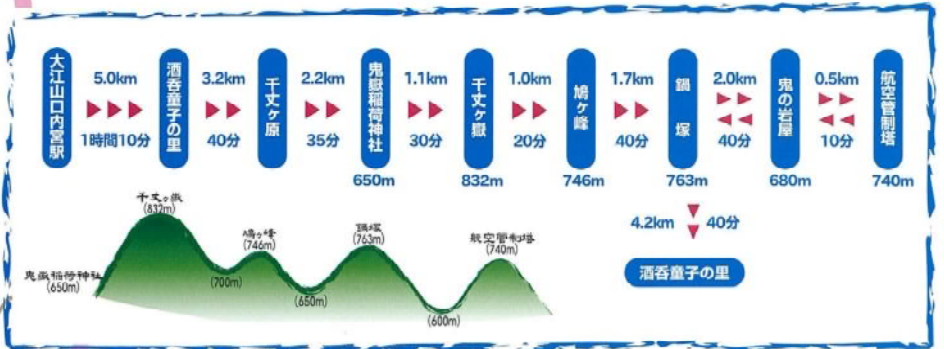 大江山口内宮駅
5.0km
1時間10分
酒呑童子の里
3.2km
40分
千丈ヶ原
2.2km
35分
鬼嶽稲荷神社
650m
1.1km
30分
千丈ヶ嶽
832m
1.0km
20分
鳩ヶ峰
746m
1.7km
40分
鍋塚
763m
2.0km
40分
鬼の岩屋
680m
0.5km
10分
航空管制塔
740m
4.2km
40分
酒呑童子の里
千丈ヶ嶽
(832m)
鳩ヶ峰
(746m)
鍋塚
(763m)
航空管制塔
(740m)
鬼嶽稲荷神社
(650m)
(700m)
(650m)
(600m)